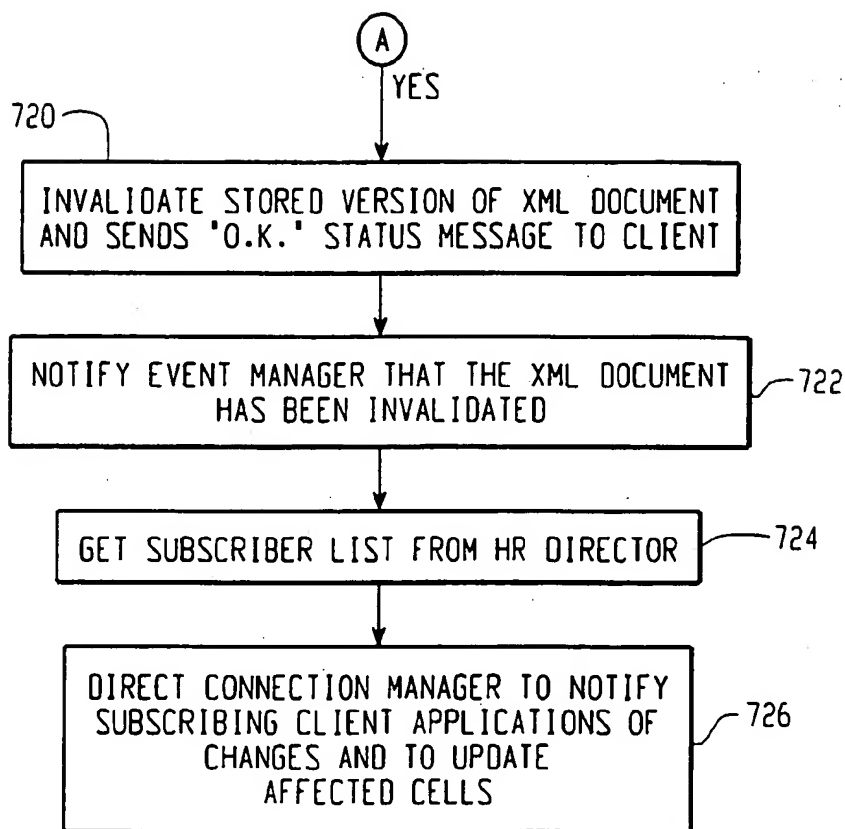 A
YES
720
INVALIDATE STORED VERSION OF XML DOCUMENT
AND SENDS "O.K." STATUS MESSAGE TO CLIENT
NOTIFY EVENT MANAGER THAT THE XML DOCUMENT
HAS BEEN INVALIDATED
722
GET SUBSCRIBER LIST FROM HR DIRECTOR
724
DIRECT CONNECTION MANAGER TO NOTIFY
SUBSCRIBING CLIENT APPLICATIONS OF
CHANGES AND TO UPDATE
AFFECTED CELLS
726